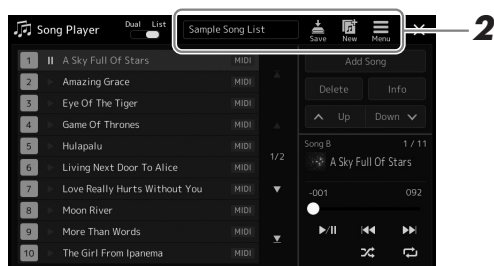 Song Player
Dual List
Sample Song List
Save
New
Menu
2
1 A Sky Full Of Stars MIDI
2 Amazing Grace MIDI
3 Eye Of The Tiger MIDI
4 Game Of Thrones MIDI
5 Hulapalu MIDI
6 Living Next Door To Alice MIDI
7 Love Really Hurts Without You MIDI
8 Moon River MIDI
9 More Than Words MIDI
10 The Girl From Ipanema MIDI
1/2
Add Song
Delete Info
Up Down
Song B 1 / 11
A Sky Full Of Stars
-001 092